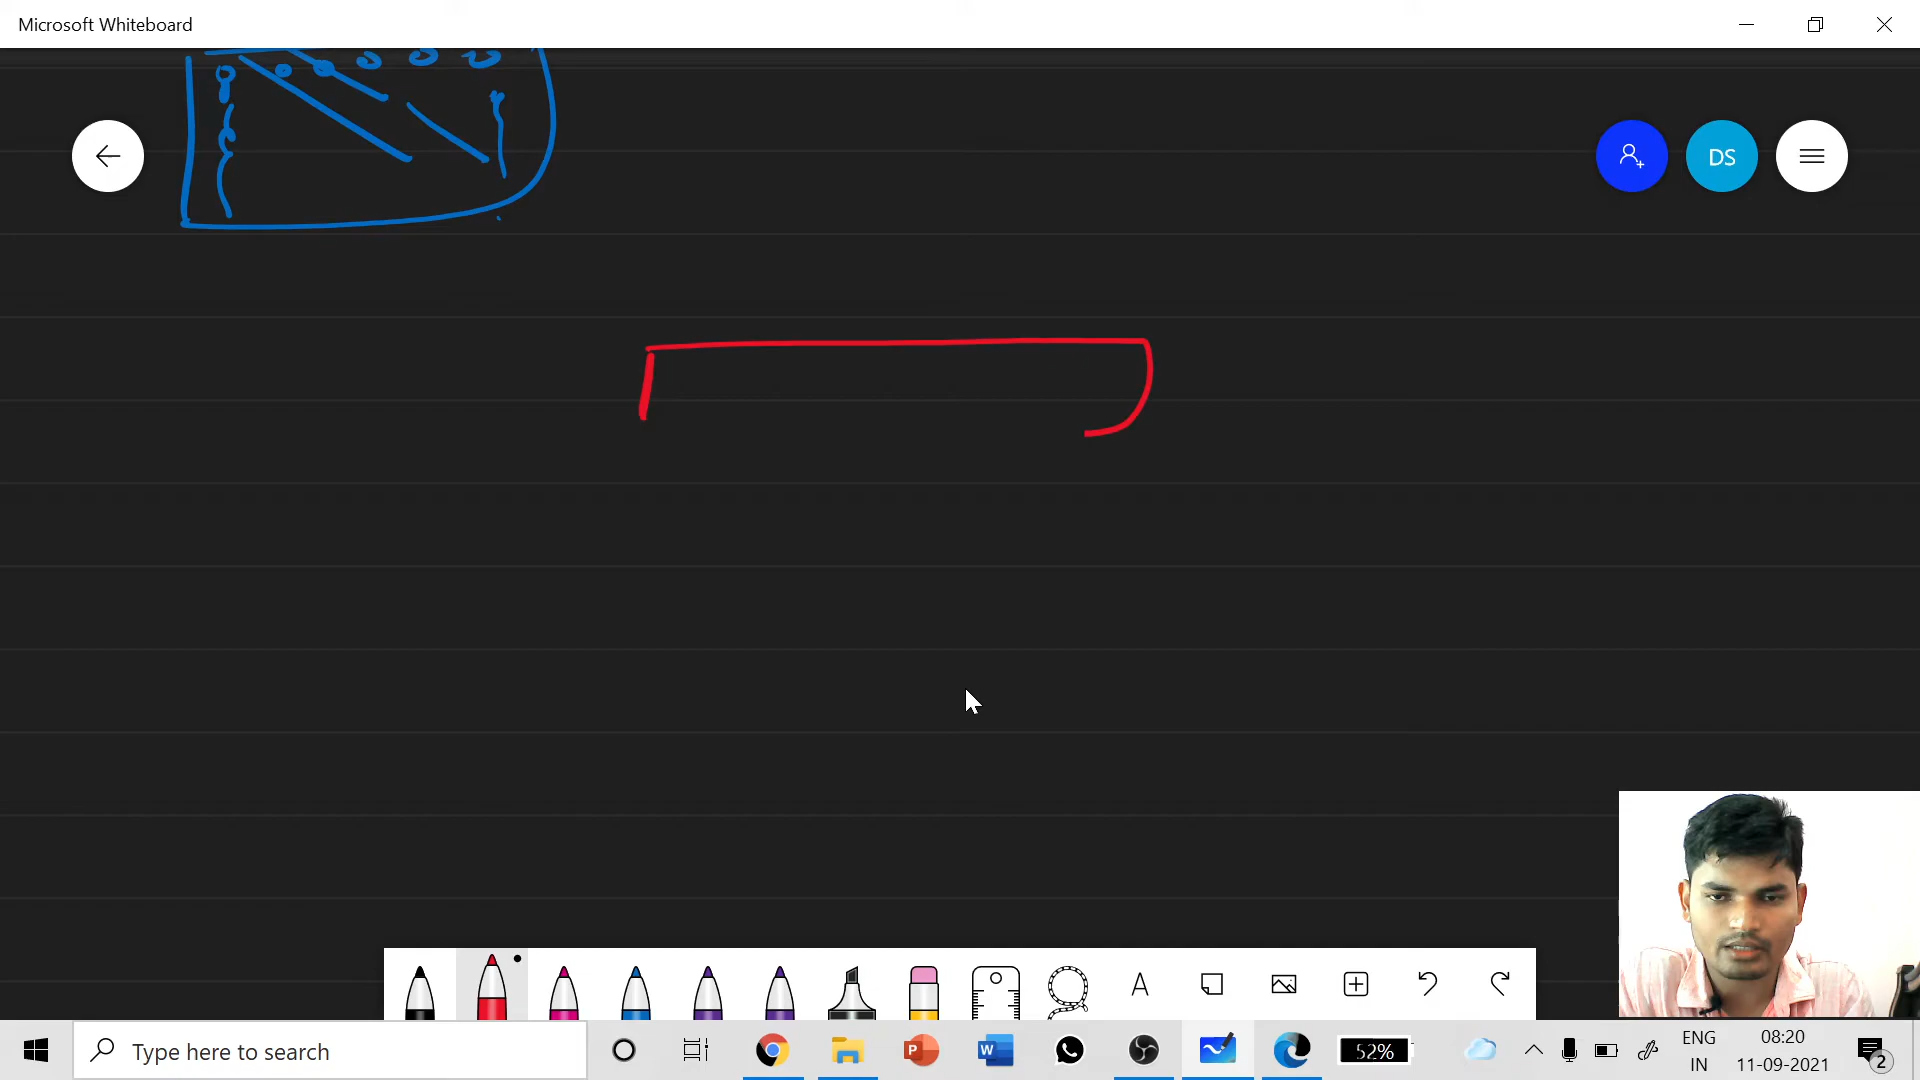 Microsoft Whiteboard
DS
A
Type here to search
P
W
52%
ENG
IN
08:20
11-09-2021
2